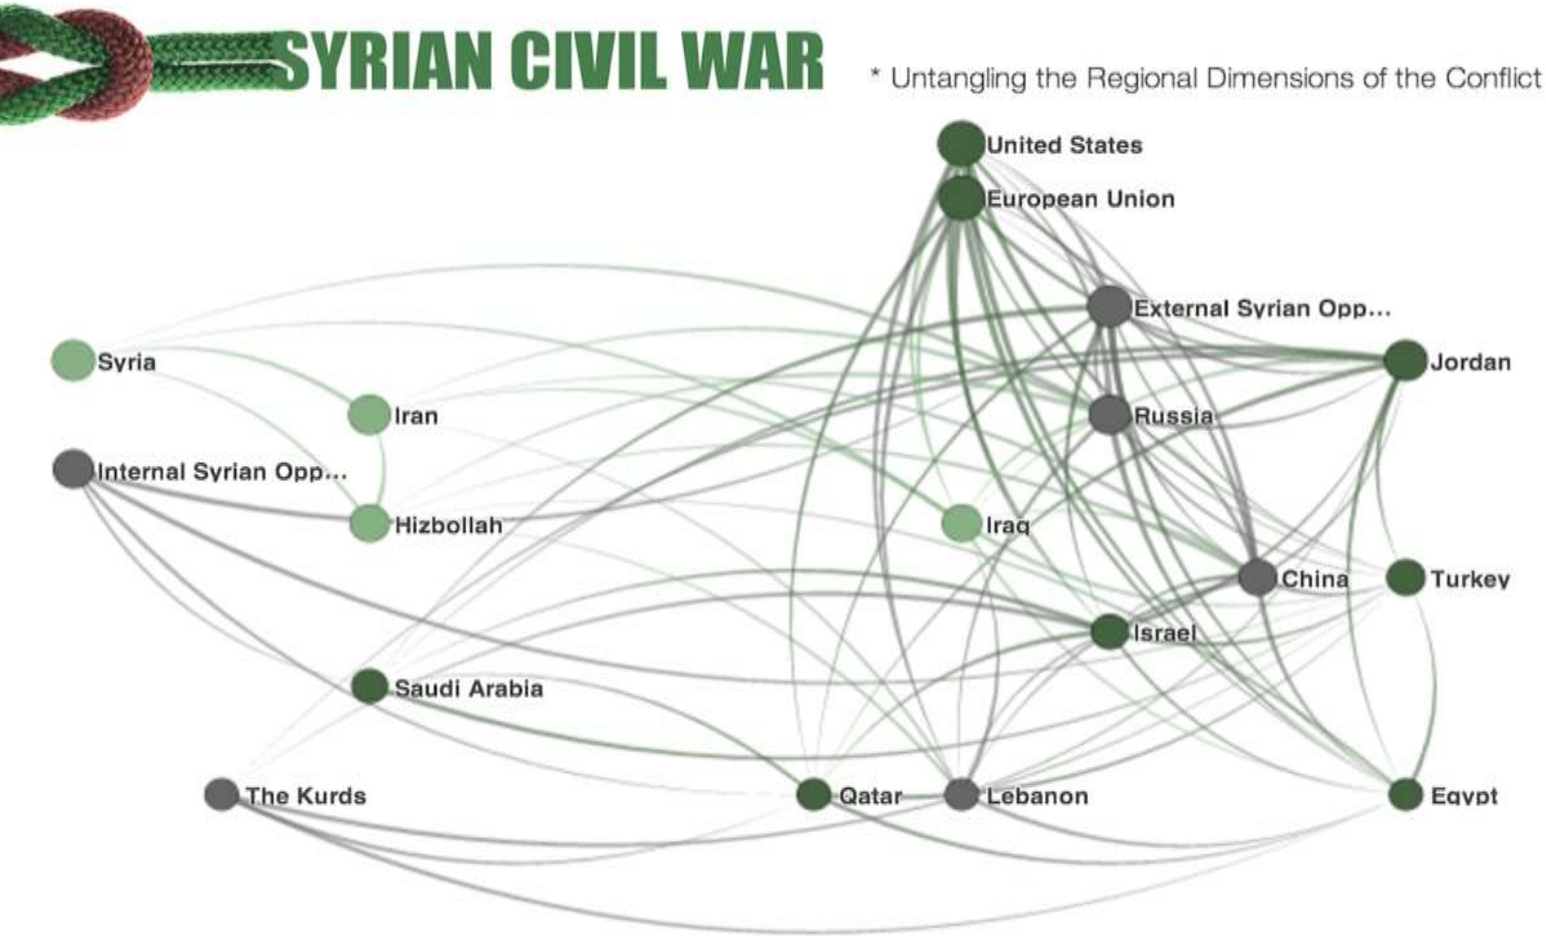 SYRIAN CIVIL WAR
* Untangling the Regional Dimensions of the Conflict
United States
European Union
External Syrian Opp...
Syria
Jordan
Iran
Russia
Internal Syrian Opp...
Hizbollah
Iraq
China
Turkey
Israel
Saudi Arabia
The Kurds
Qatar
Lebanon
Egypt